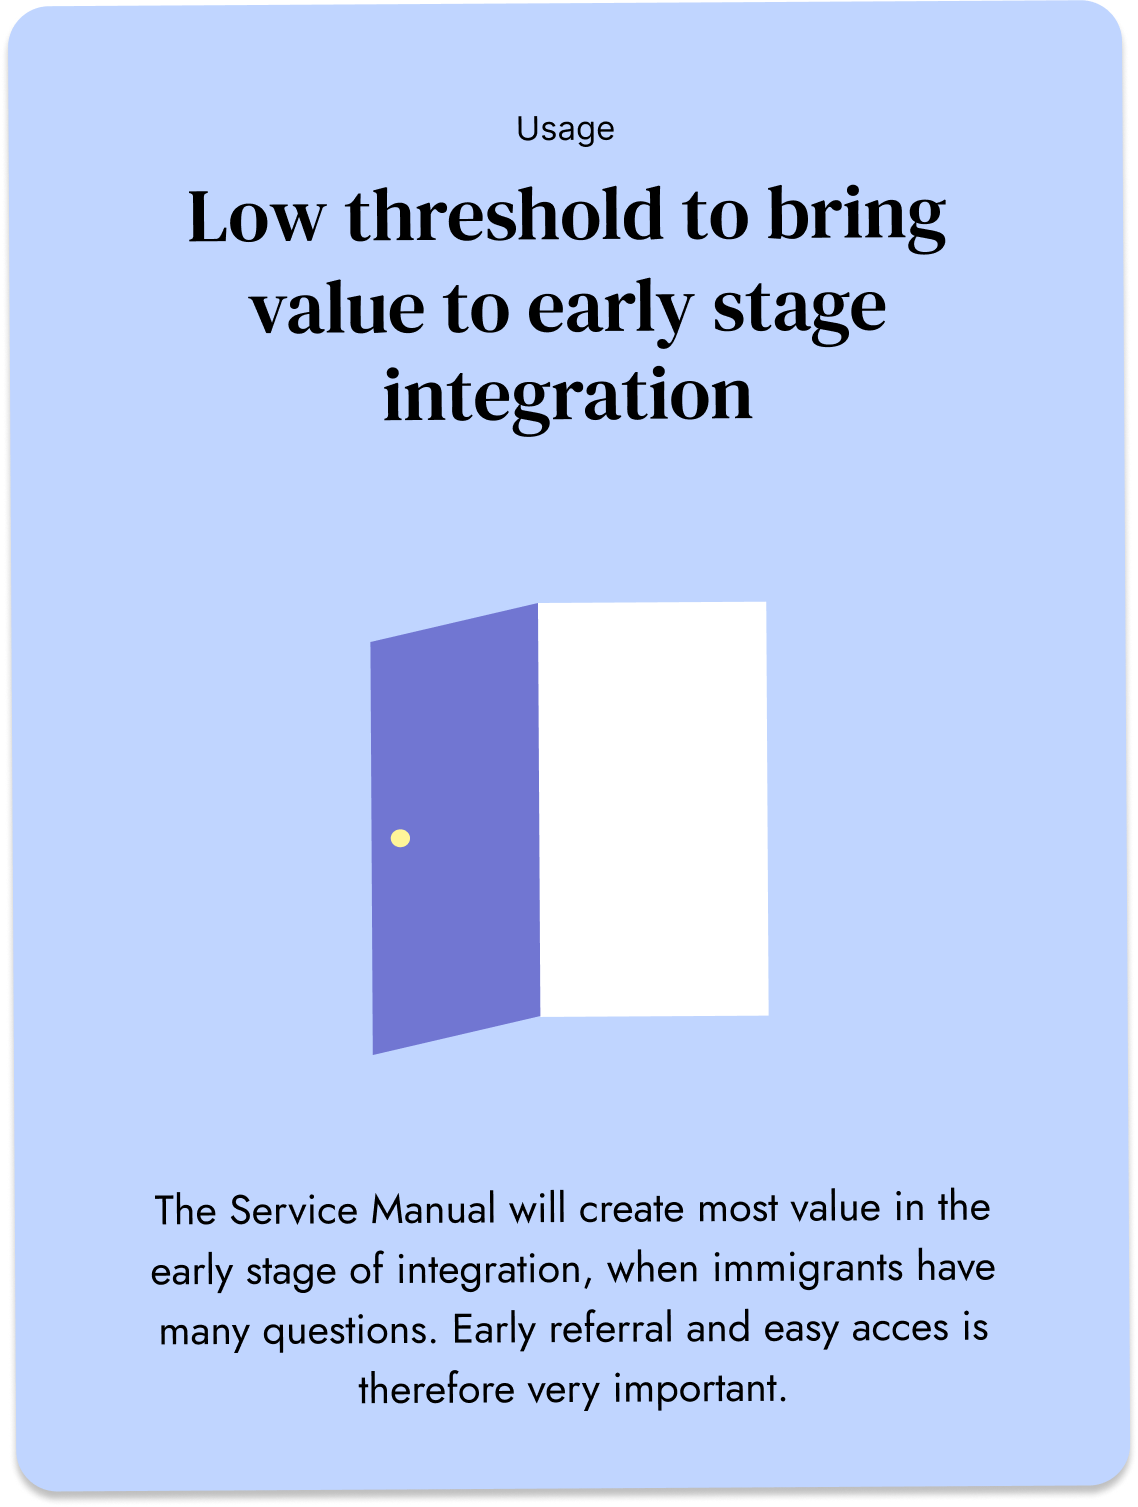 Usage
Low threshold to bring
value to early stage
integration
The Service Manual will create most value in the
early stage of integration, when immigrants have
many questions. Early referral and easy acces is
therefore very important.